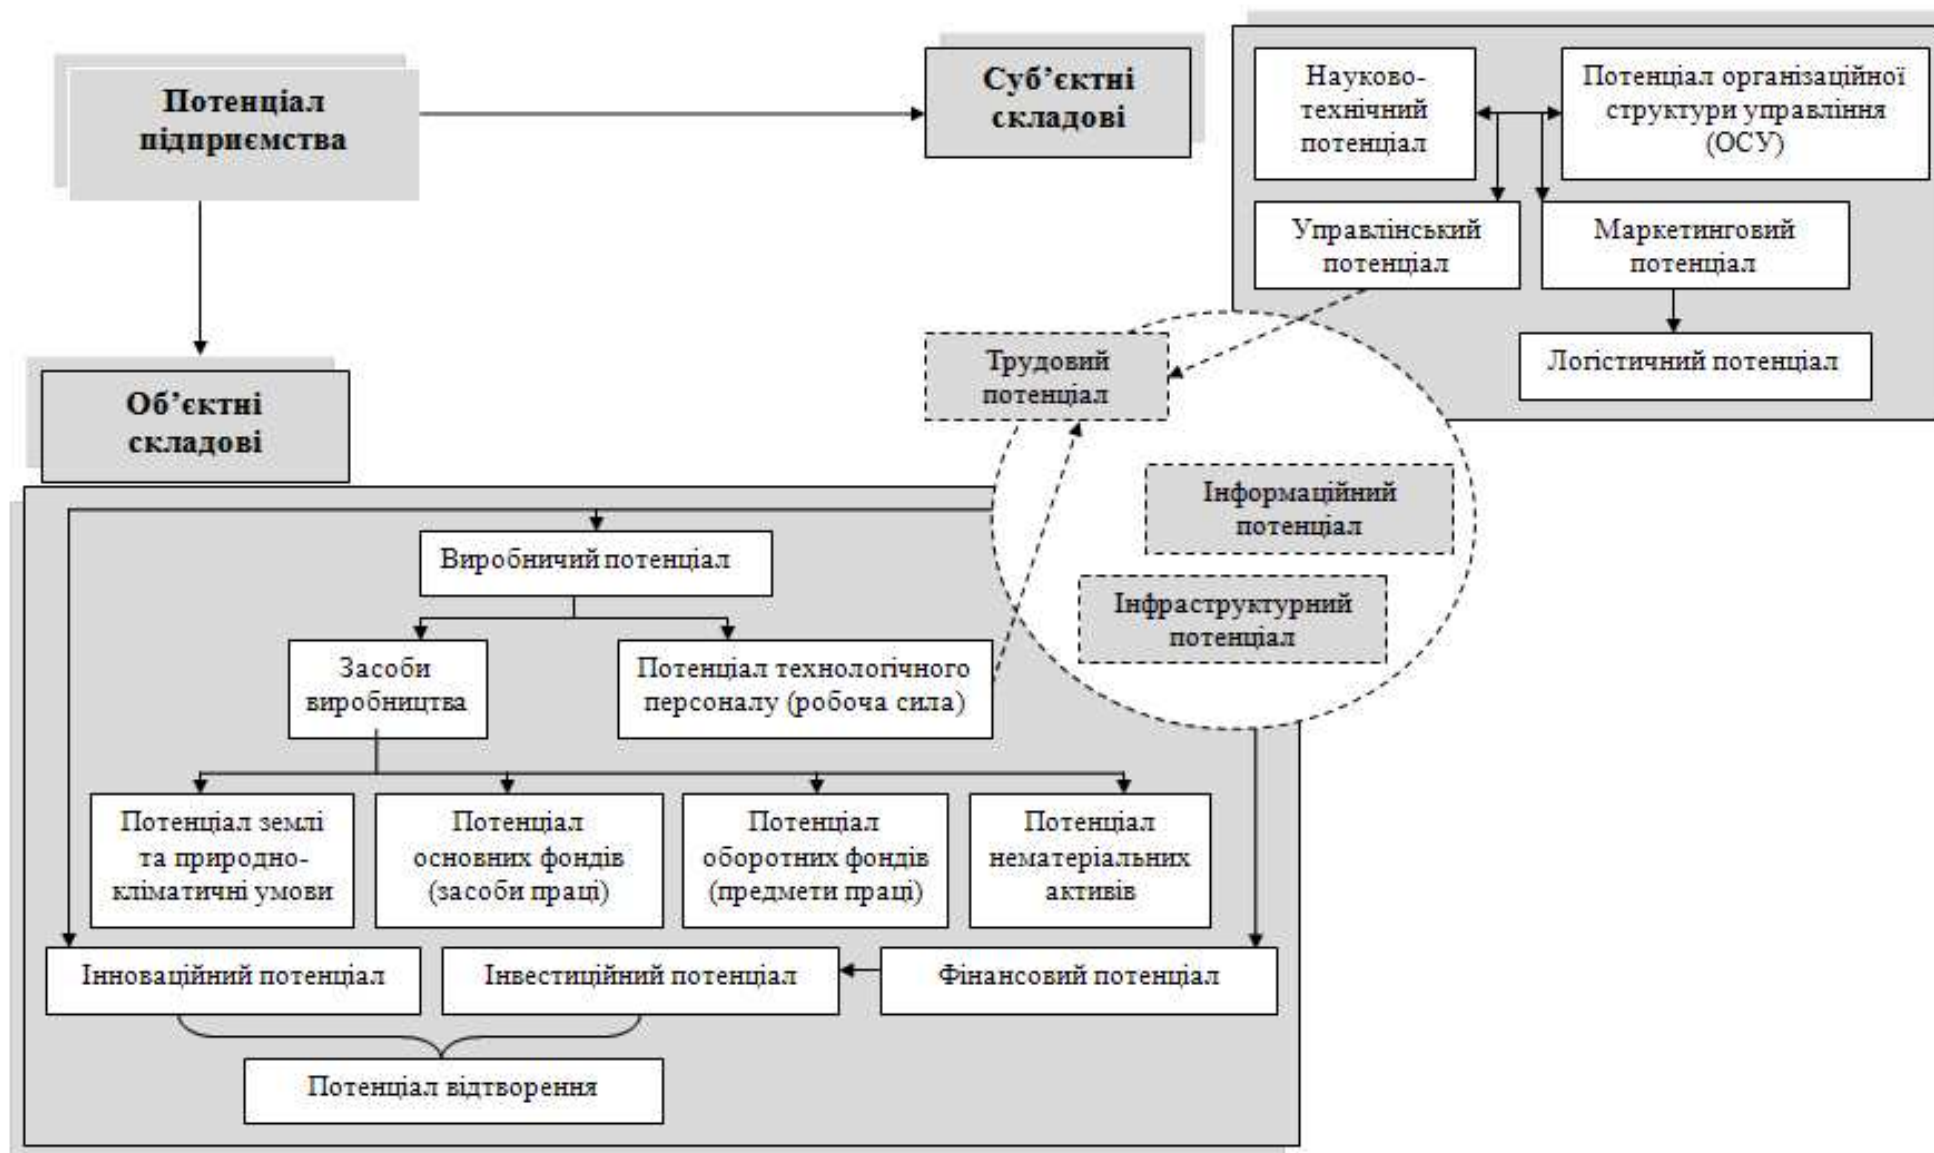 Потенціал
підприємства
Суб’єктні
складові
Науково-
технічний
потенціал
Потенціал організаційної
структури управління
(ОСУ)
Управлінський
потенціал
Маркетинговий
потенціал
Логістичний потенціал
Трудовий
потенціал
Об’єктні
складові
Інформаційний
потенціал
Інфраструктурний
потенціал
Виробничий потенціал
Засоби
виробництва
Потенціал технологічного
персоналу (робоча сила)
Потенціал землі
та природно-
кліматичні умови
Потенціал
основних фондів
(засоби праці)
Потенціал
оборотних фондів
(предмети праці)
Потенціал
нематеріальних
активів
Інноваційний потенціал
Інвестиційний потенціал
Фінансовий потенціал
Потенціал відтворення